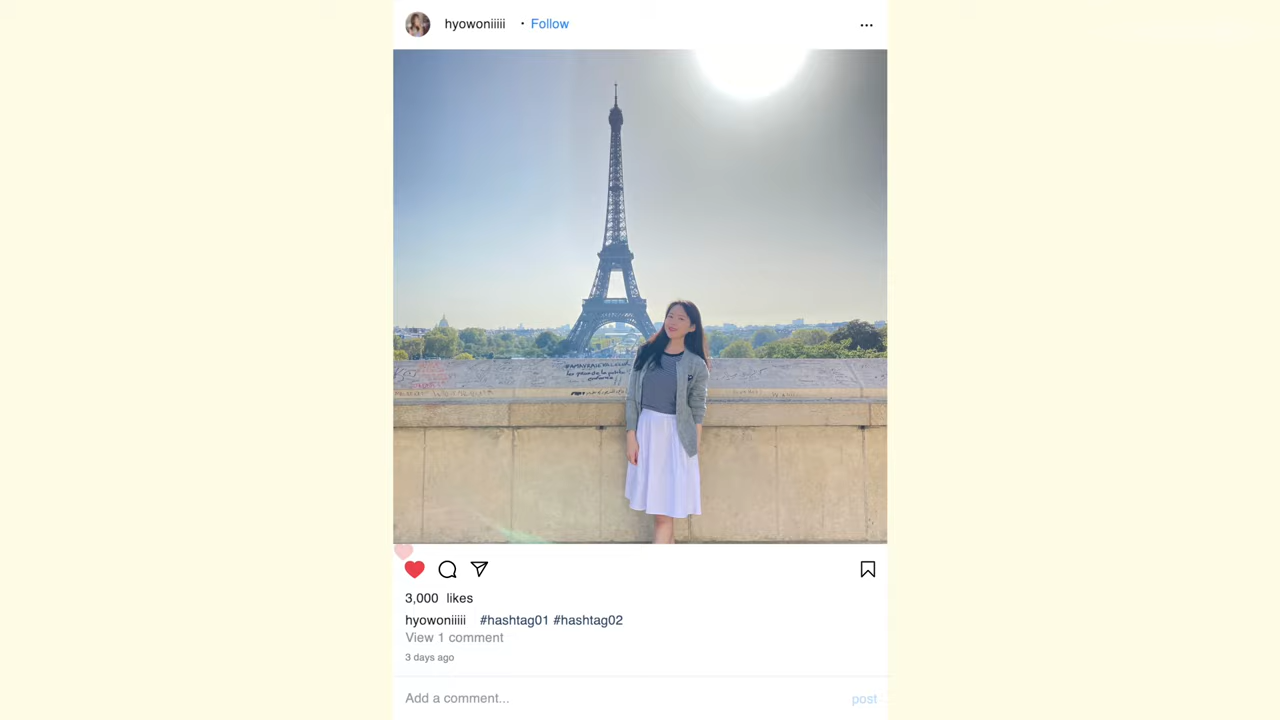 hyowoniiiii · Follow
3,000 likes
hyowoniiiii #hashtag01 #hashtag02
View 1 comment
3 days ago
Add a comment... post